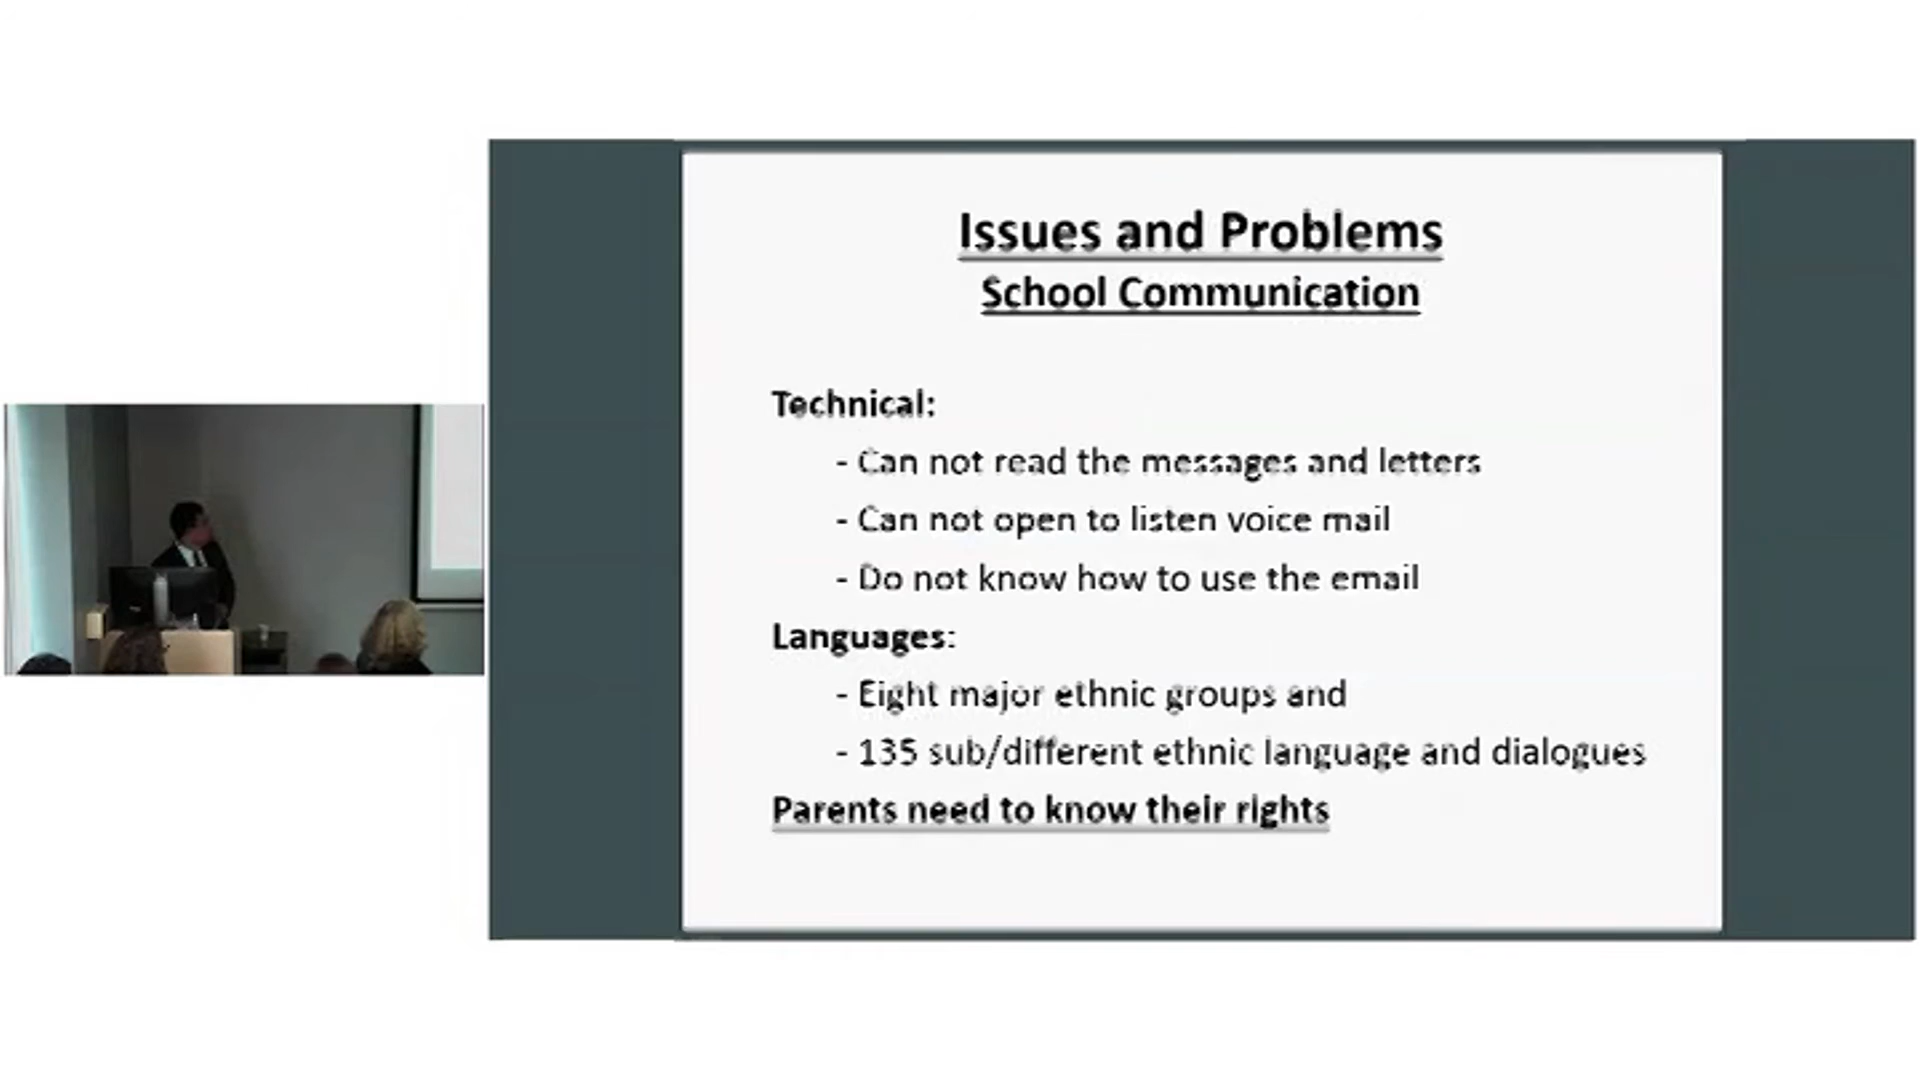 Issues and Problems
School Communication
Technical:
- Can not read the messages and letters
- Can not open to listen voice mail
- Do not know how to use the email
Languages:
- Eight major ethnic groups and
- 135 sub/different ethnic language and dialogues
Parents need to know their rights